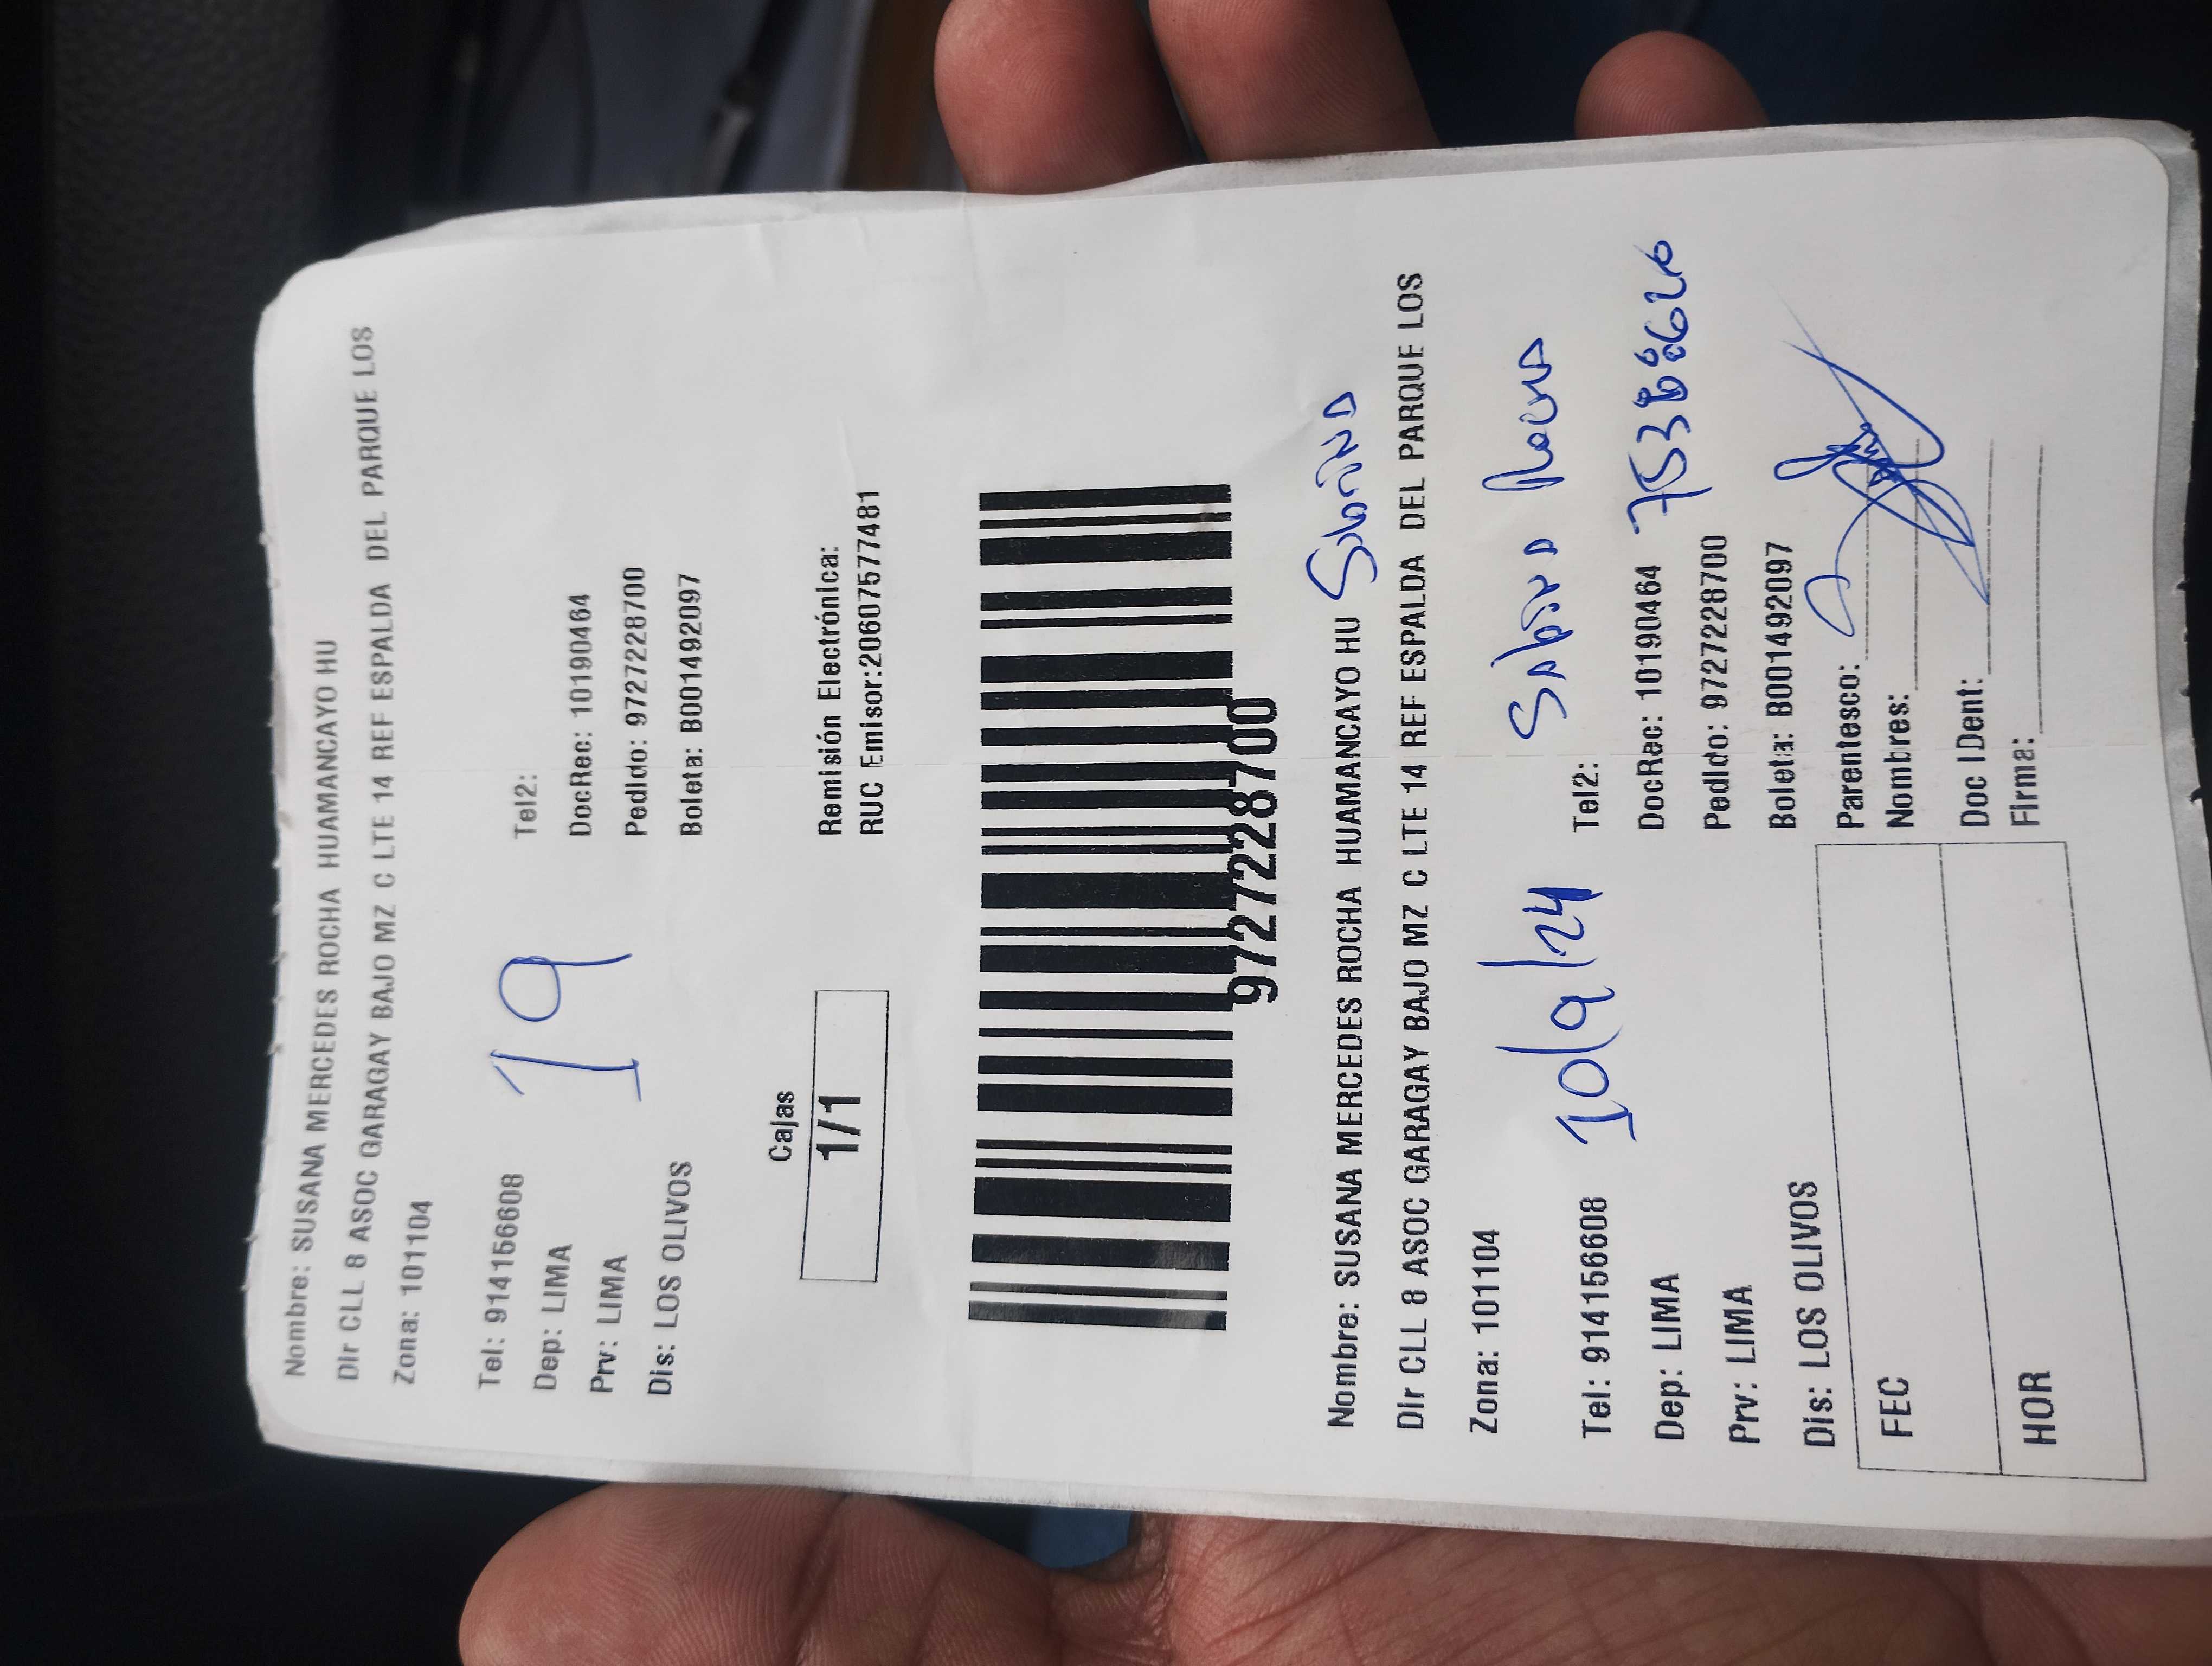 Nombre: SUSANA MERCEDES ROCHA HUAMANCAYO HU
Dir CLL 8 ASOC GARAGAY BAJO MZ C LTE 14 REF ESPALDA DEL PARQUE LOS
Zona: 101104
Tel: 914156608
19
Tel2:
Dep: LIMA
DocRec: 10190464
Prv: LIMA
Pedido: 9727228700
Dis: LOS OLIVOS
Boleta: B001492097
Cajas
1/1
Remisión Electrónica:
RUC Emisor:20607577481
9727228700
Nombre: SUSANA MERCEDES ROCHA HUAMANCAYO HU
Dir CLL 8 ASOC GARAGAY BAJO MZ C LTE 14 REF ESPALDA DEL PARQUE LOS
Zona: 101104
Tel: 914156608
10/9/24
Tel2:
Dep: LIMA
DocRec: 10190464
Prv: LIMA
Pedido: 9727228700
Dis: LOS OLIVOS
Boleta: B001492097
FEC
HOR
Parentesco:
Nombres:
Doc IDent:
Firma: